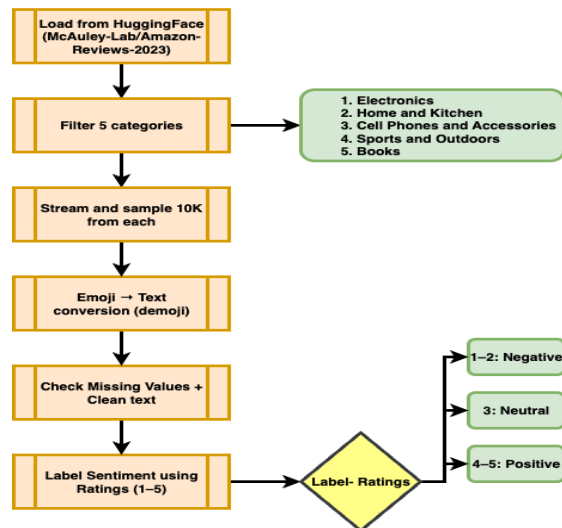 Load from HuggingFace
(McAuley-Lab/Amazon-
Reviews-2023)
Filter 5 categories
1. Electronics
2. Home and Kitchen
3. Cell Phones and Accessories
4. Sports and Outdoors
5. Books
Stream and sample 10K
from each
Emoji → Text
conversion (demoji)
Check Missing Values +
Clean text
Label Sentiment using
Ratings (1–5)
Label- Ratings
1–2: Negative
3: Neutral
4–5: Positive